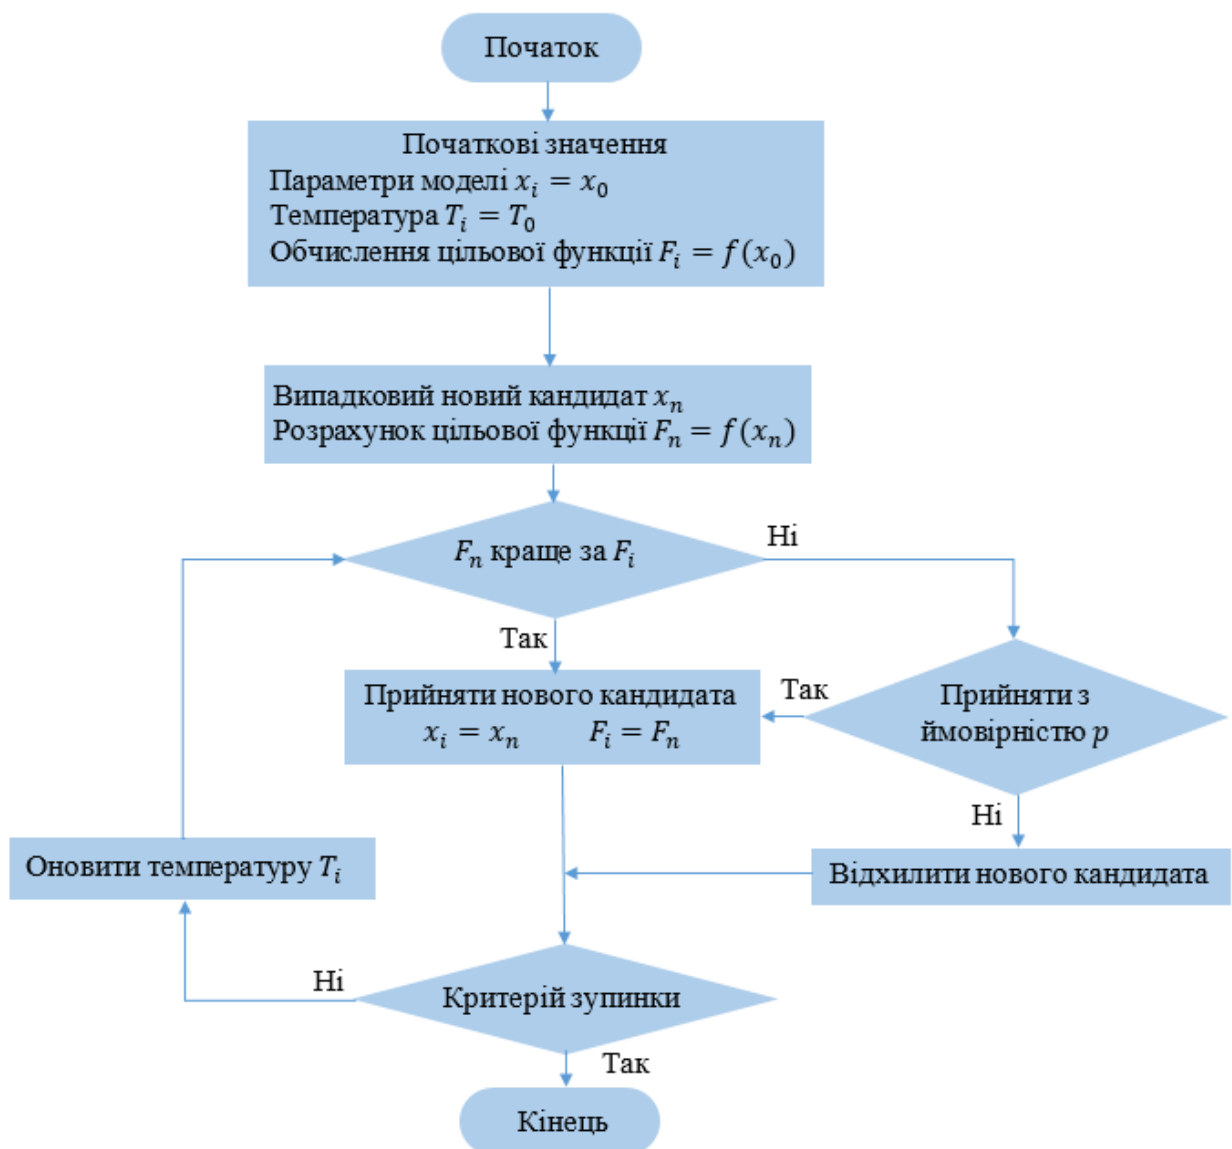 Початок
Початкові значення
Параметри моделі $x_i = x_0$
Температура $T_i = T_0$
Обчислення цільової функції $F_i = f(x_0)$
Випадковий новий кандидат $x_n$
Розрахунок цільової функції $F_n = f(x_n)$
$F_n$ краще за $F_i$
Ні
Так
Прийняти нового кандидата
$x_i = x_n$ $F_i = F_n$
Так
Прийняти з
ймовірністю $p$
Ні
Оновити температуру $T_i$
Відхилити нового кандидата
Ні
Критерій зупинки
Так
Кінець